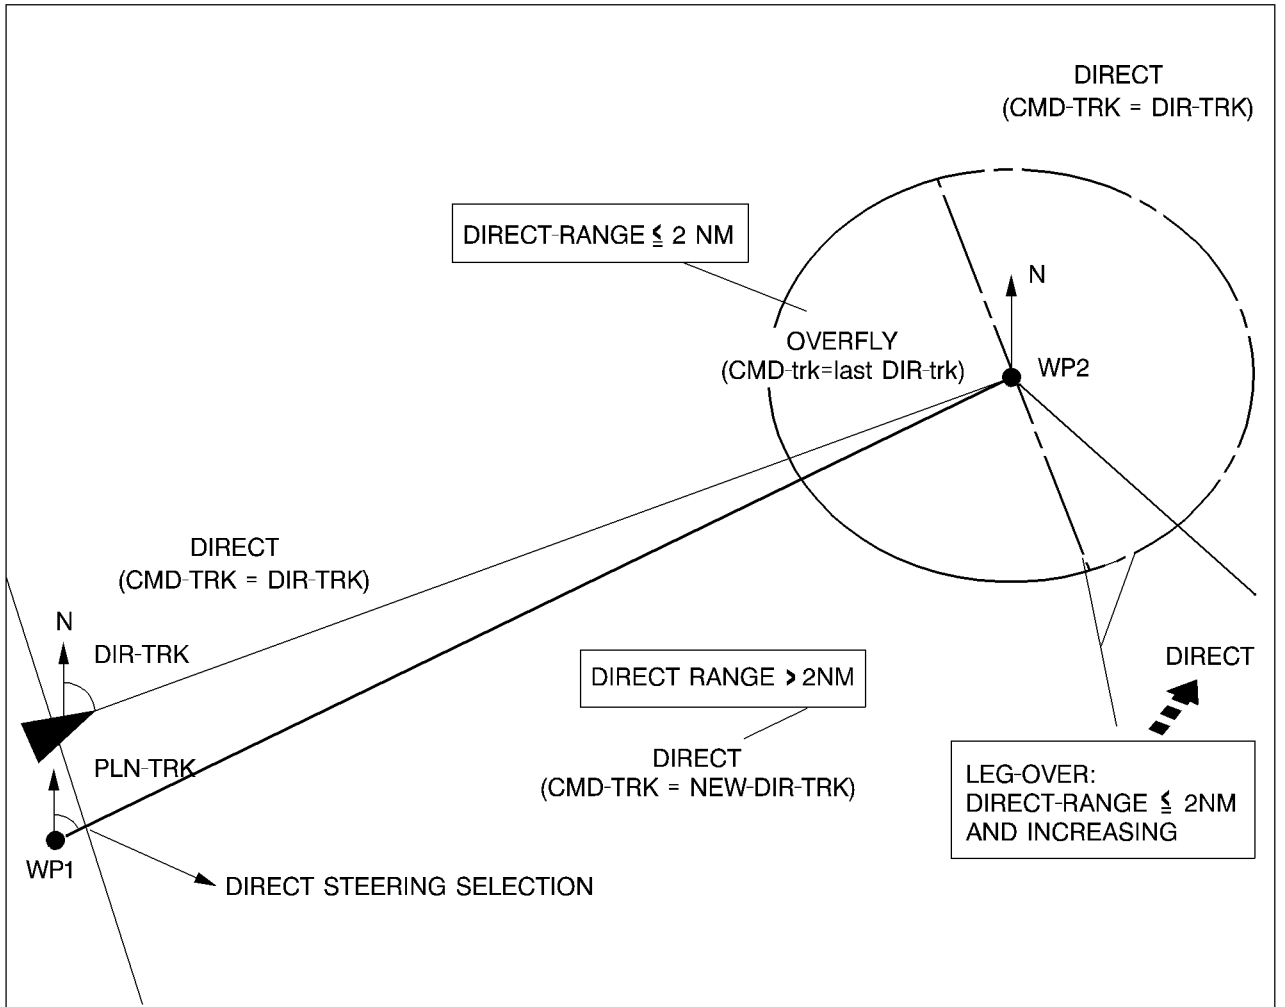 DIRECT
(CMD-TRK = DIR-TRK)
DIRECT-RANGE ≦ 2 NM
N
OVERFLY
(CMD-trk=last DIR-trk)
WP2
DIRECT
(CMD-TRK = DIR-TRK)
N
DIR-TRK
DIRECT
DIRECT RANGE > 2NM
PLN-TRK
DIRECT
(CMD-TRK = NEW-DIR-TRK)
LEG-OVER:
DIRECT-RANGE ≦ 2NM
AND INCREASING
WP1
DIRECT STEERING SELECTION